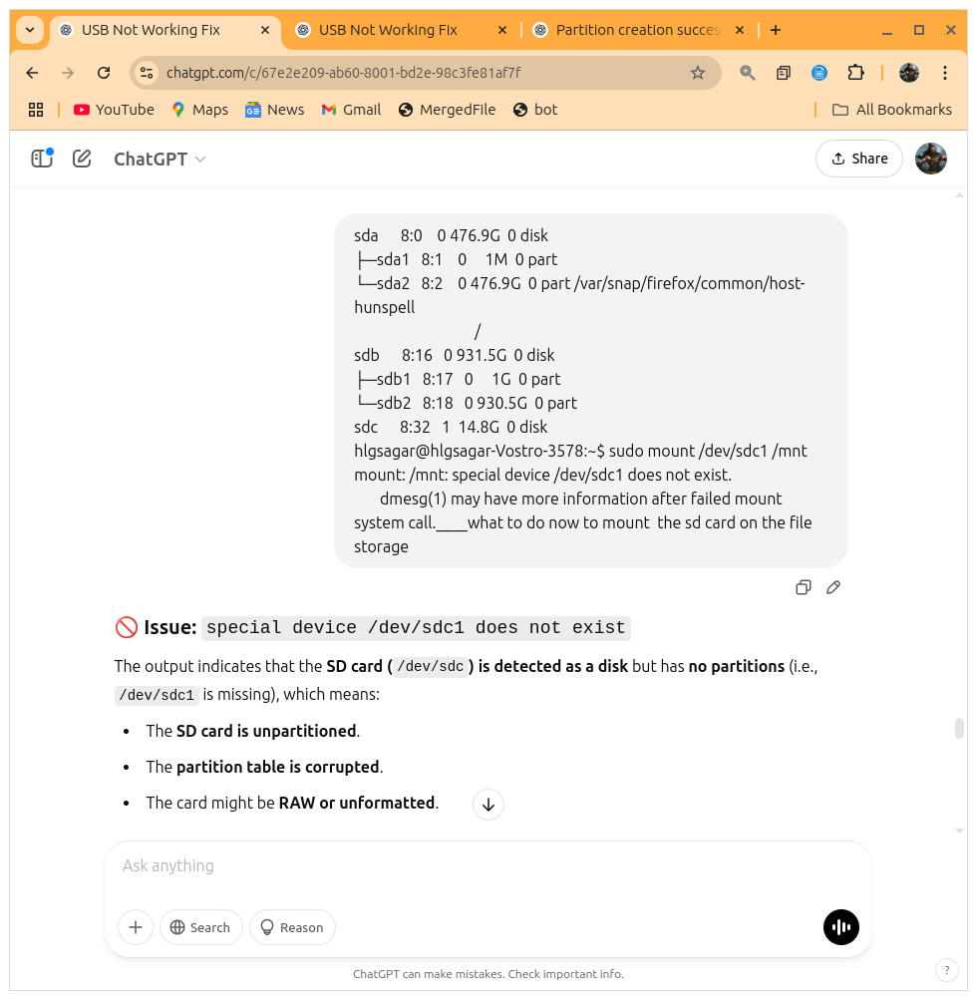 USB Not Working Fix
USB Not Working Fix
Partition creation succes
chatgpt.com/c/67e2e209-ab60-8001-bd2e-98c3fe81af7f
YouTube
Maps
News
Gmail
MergedFile
bot
All Bookmarks
ChatGPT
Share
sda 8:0 0 476.9G 0 disk
├─sda1 8:1 0 1M 0 part
└─sda2 8:2 0 476.9G 0 part /var/snap/firefox/common/host-
hunspell
/
sdb 8:16 0 931.5G 0 disk
├─sdb1 8:17 0 1G 0 part
└─sdb2 8:18 0 930.5G 0 part
sdc 8:32 1 14.8G 0 disk
hlgsagar@hlgsagar-Vostro-3578:~$ sudo mount /dev/sdc1 /mnt
mount: /mnt: special device /dev/sdc1 does not exist.
dmesg(1) may have more information after failed mount
system call.____what to do now to mount the sd card on the file
storage
🚫 Issue: special device /dev/sdc1 does not exist
The output indicates that the SD card ( /dev/sdc ) is detected as a disk but has no partitions (i.e.,
/dev/sdc1 is missing), which means:
• The SD card is unpartitioned.
• The partition table is corrupted.
• The card might be RAW or unformatted.
Ask anything
Search
Reason
ChatGPT can make mistakes. Check important info.
?